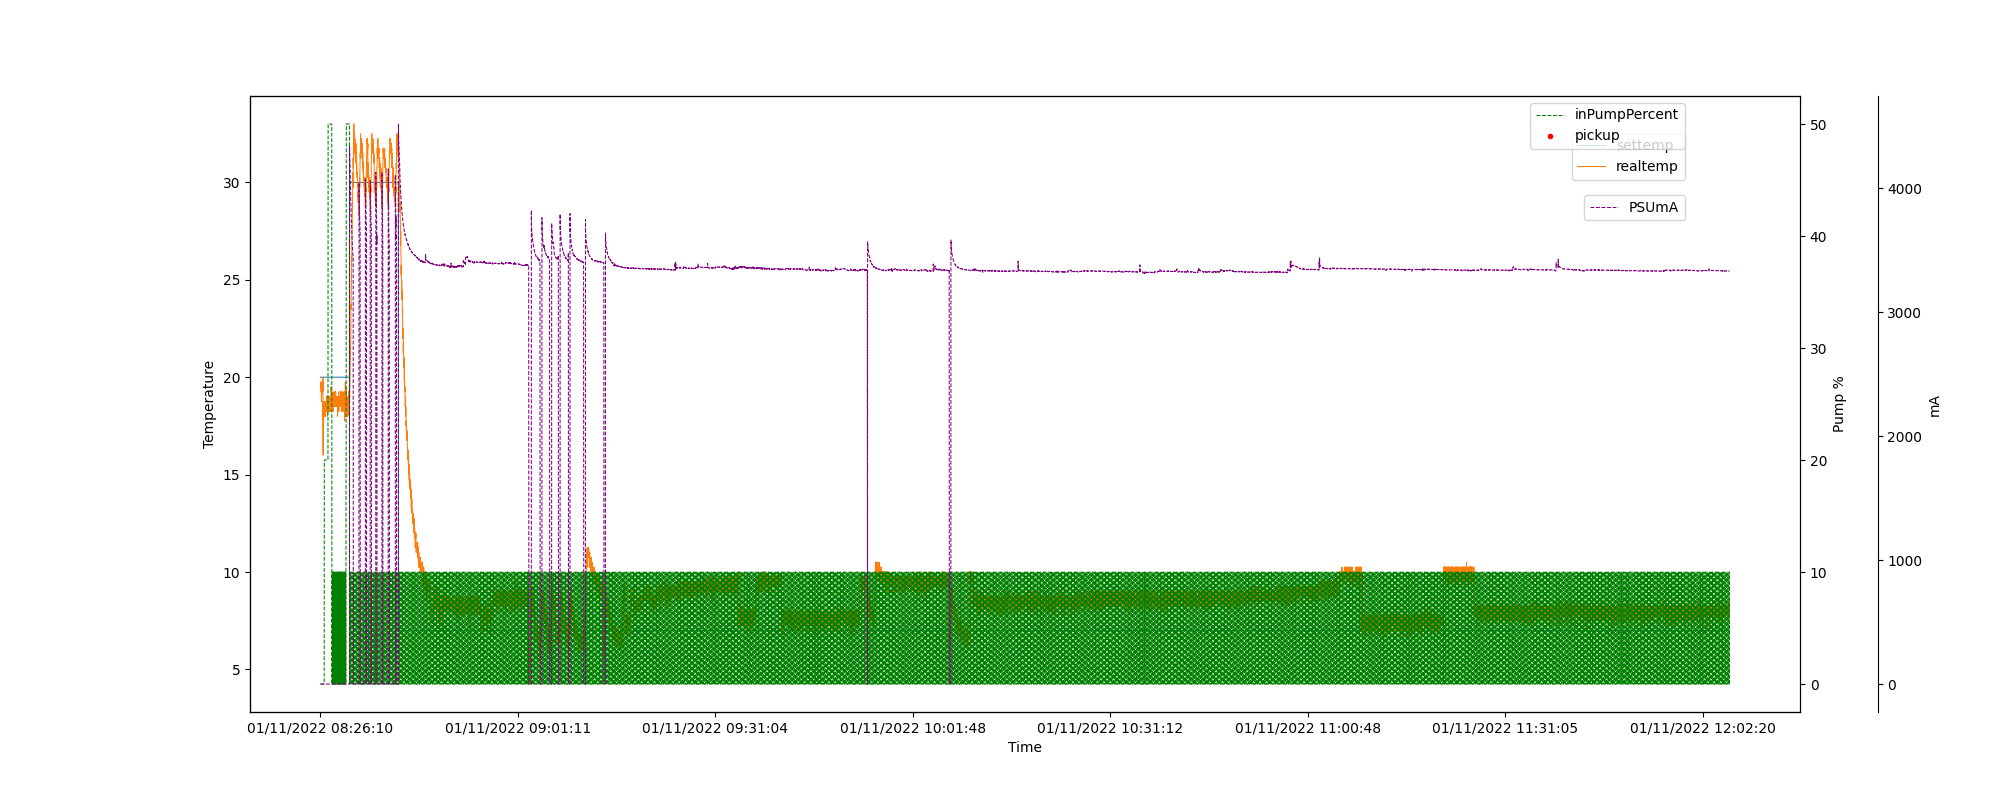 inPumpPercent
pickup
settemp
realtemp
PSUmA
Temperature
30
25
20
15
10
5
50
40
30
20
10
0
Pump %
4000
3000
2000
1000
0
mA
01/11/2022 08:26:10
01/11/2022 09:01:11
01/11/2022 09:31:04
01/11/2022 10:01:48
01/11/2022 10:31:12
01/11/2022 11:00:48
01/11/2022 11:31:05
01/11/2022 12:02:20
Time